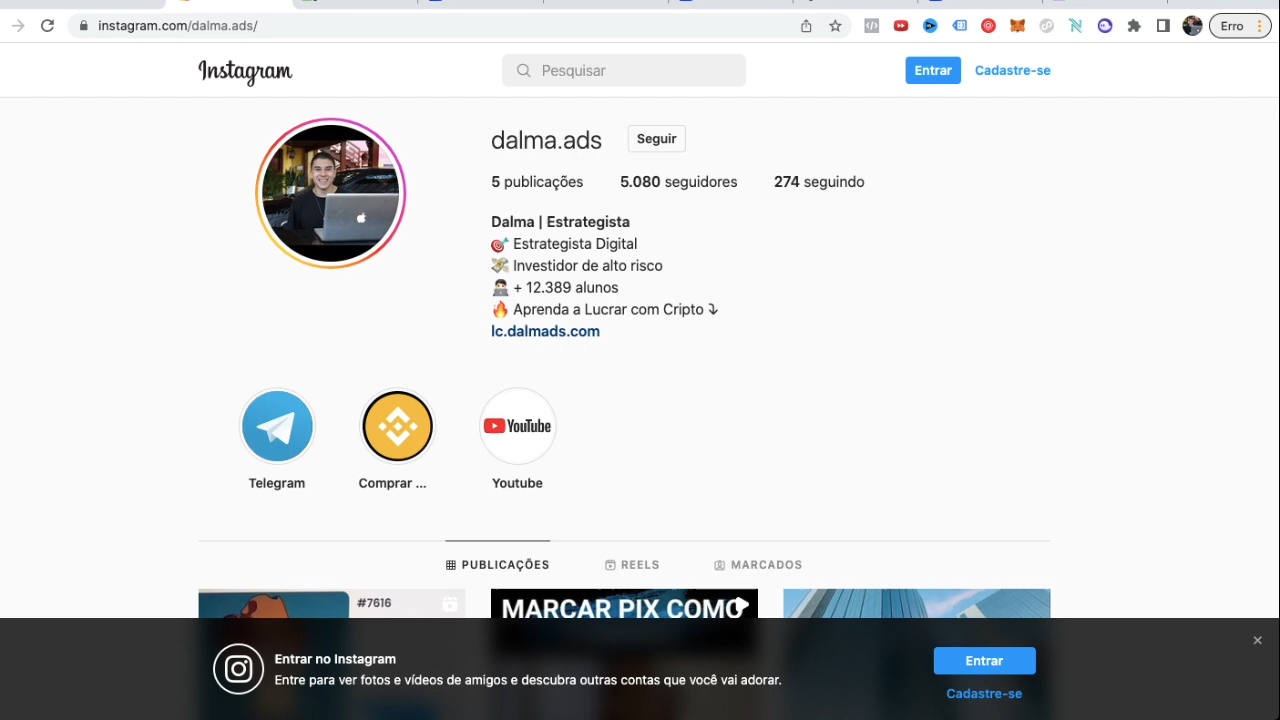 instagram.com/dalma.ads/
Erro
Instagram
Pesquisar
Entrar
Cadastre-se
dalma.ads
Seguir
5 publicações
5.080 seguidores
274 seguindo
Dalma | Estrategista
🎯 Estrategista Digital
💸 Investidor de alto risco
👨🏻‍💻 + 12.389 alunos
🔥 Aprenda a Lucrar com Cripto ⤵
lc.dalmads.com
YouTube
Telegram
Comprar ...
Youtube
PUBLICAÇÕES
REELS
MARCADOS
#7616
MARCAR PIX COMO
Entrar no Instagram
Entre para ver fotos e vídeos de amigos e descubra outras contas que você vai adorar.
Entrar
Cadastre-se